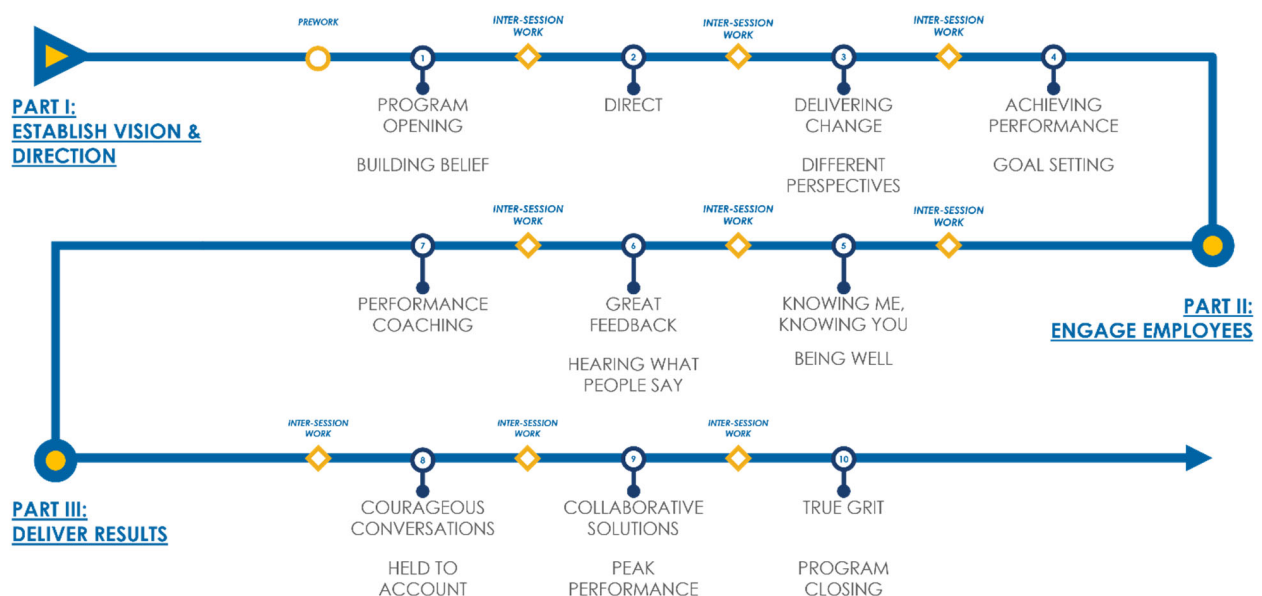 PREWORK
INTER-SESSION
WORK
INTER-SESSION
WORK
INTER-SESSION
WORK
1
2
3
4
PART I:
ESTABLISH VISION &
DIRECTION
PROGRAM
OPENING
BUILDING BELIEF
DIRECT
DELIVERING
CHANGE
DIFFERENT
PERSPECTIVES
ACHIEVING
PERFORMANCE
GOAL SETTING
INTER-SESSION
WORK
INTER-SESSION
WORK
INTER-SESSION
WORK
7
6
5
PERFORMANCE
COACHING
GREAT
FEEDBACK
HEARING WHAT
PEOPLE SAY
KNOWING ME,
KNOWING YOU
BEING WELL
PART II:
ENGAGE EMPLOYEES
INTER-SESSION
WORK
INTER-SESSION
WORK
INTER-SESSION
WORK
8
9
10
PART III:
DELIVER RESULTS
COURAGEOUS
CONVERSATIONS
HELD TO
ACCOUNT
COLLABORATIVE
SOLUTIONS
PEAK
PERFORMANCE
TRUE GRIT
PROGRAM
CLOSING